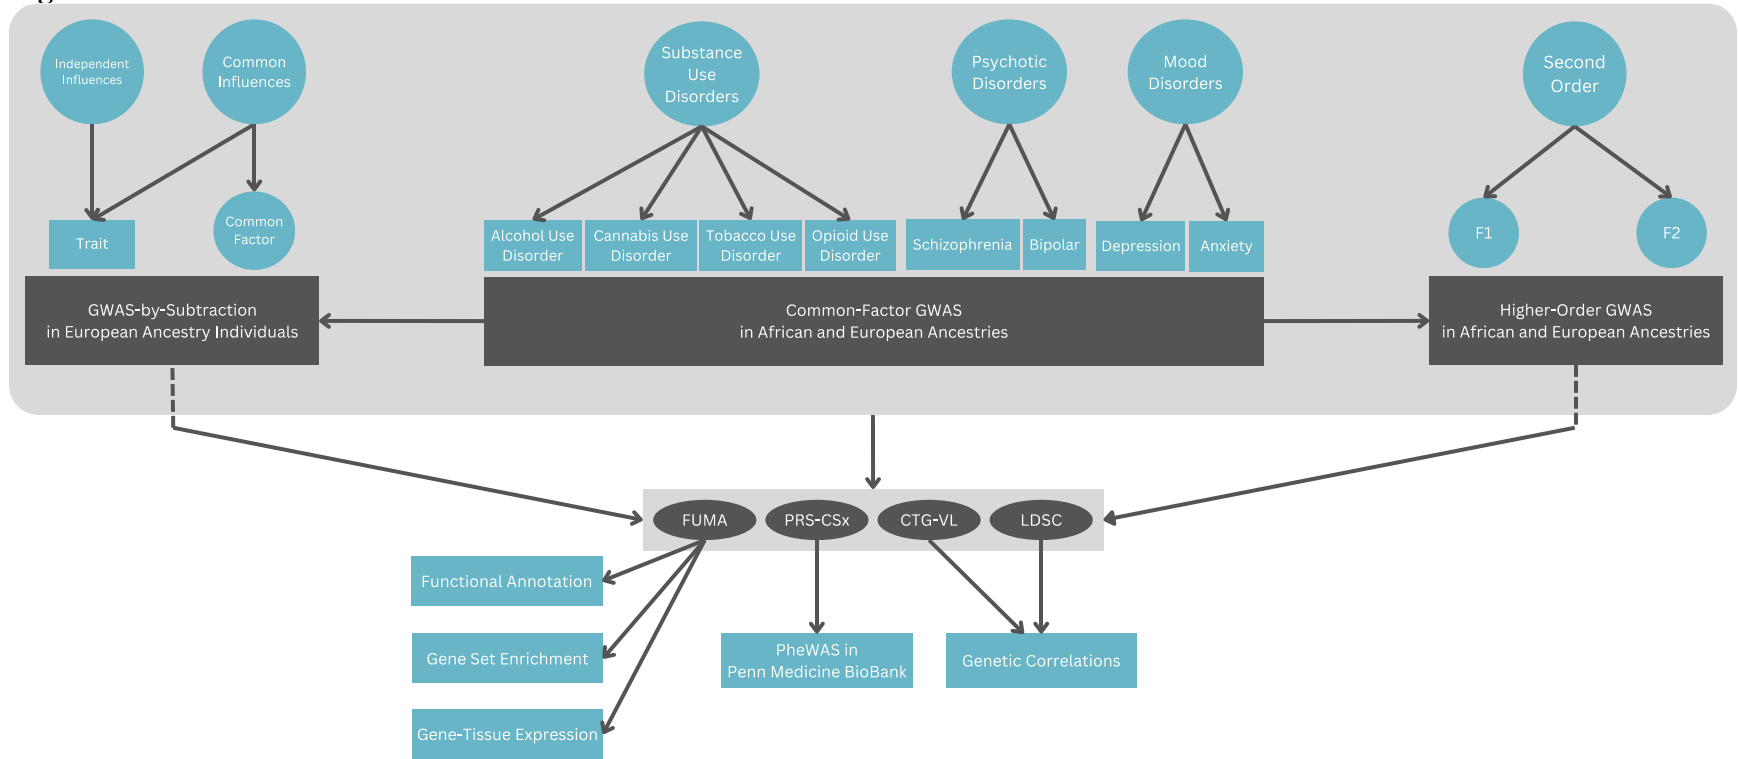 Independent
Influences
Common
Influences
Substance
Use
Disorders
Psychotic
Disorders
Mood
Disorders
Second
Order
Trait
Common
Factor
Alcohol Use
Disorder
Cannabis Use
Disorder
Tobacco Use
Disorder
Opioid Use
Disorder
Schizophrenia
Bipolar
Depression
Anxiety
F1
F2
GWAS-by-Subtraction
in European Ancestry Individuals
Common-Factor GWAS
in African and European Ancestries
Higher-Order GWAS
in African and European Ancestries
FUMA
PRS-CSx
CTG-VL
LDSC
Functional Annotation
Gene Set Enrichment
Gene-Tissue Expression
PheWAS in
Penn Medicine BioBank
Genetic Correlations